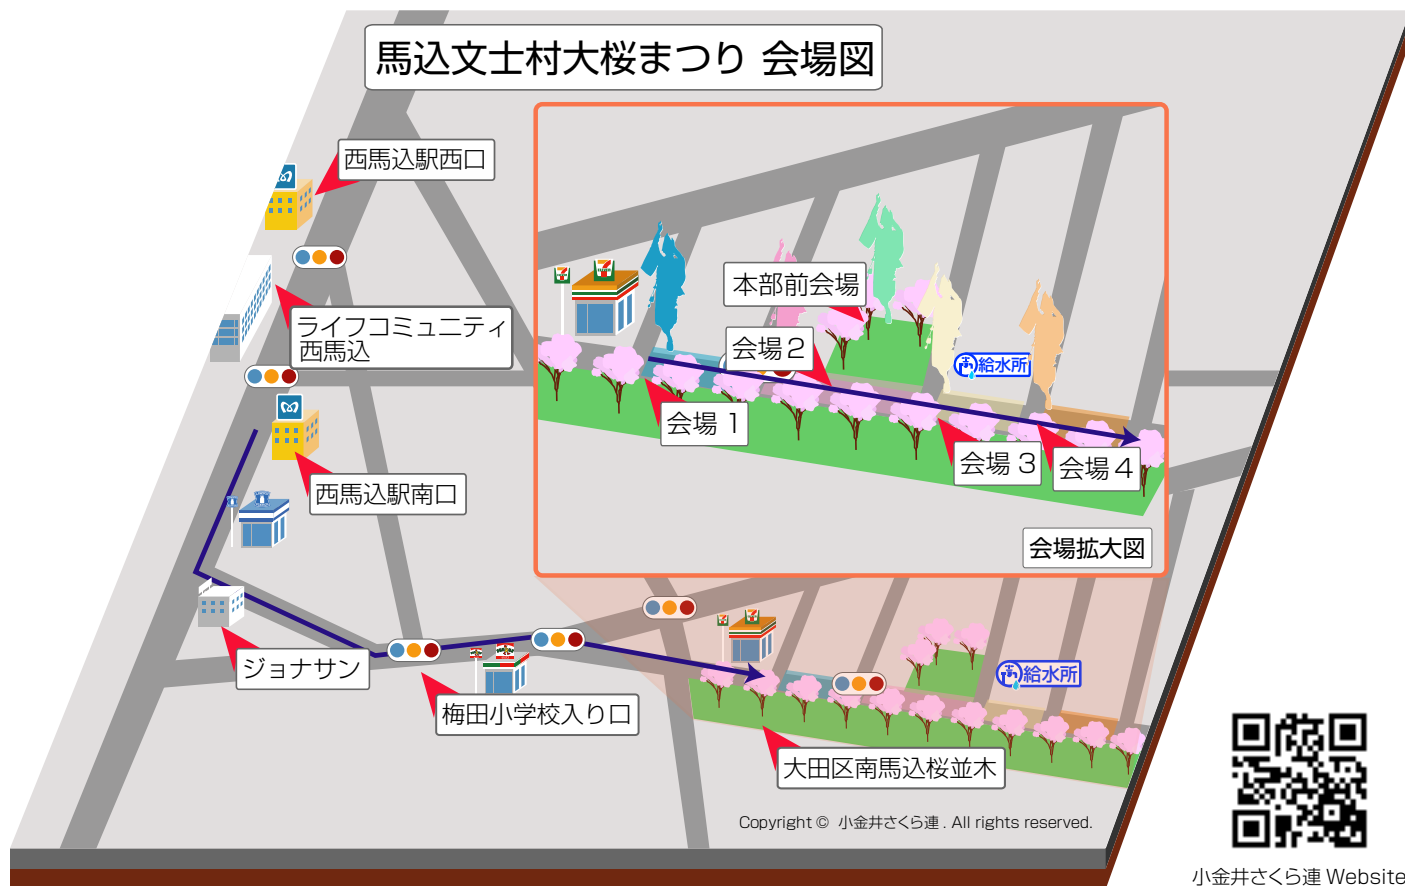 馬込文士村大桜まつり 会場図
西馬込駅西口
ライフコミュニティ
西馬込
西馬込駅南口
ジョナサン
梅田小学校入り口
本部前会場
会場２
会場１
会場３
会場４
給水所
会場拡大図
給水所
大田区南馬込桜並木
Copyright © 小金井さくら連 . All rights reserved.
小金井さくら連 Website